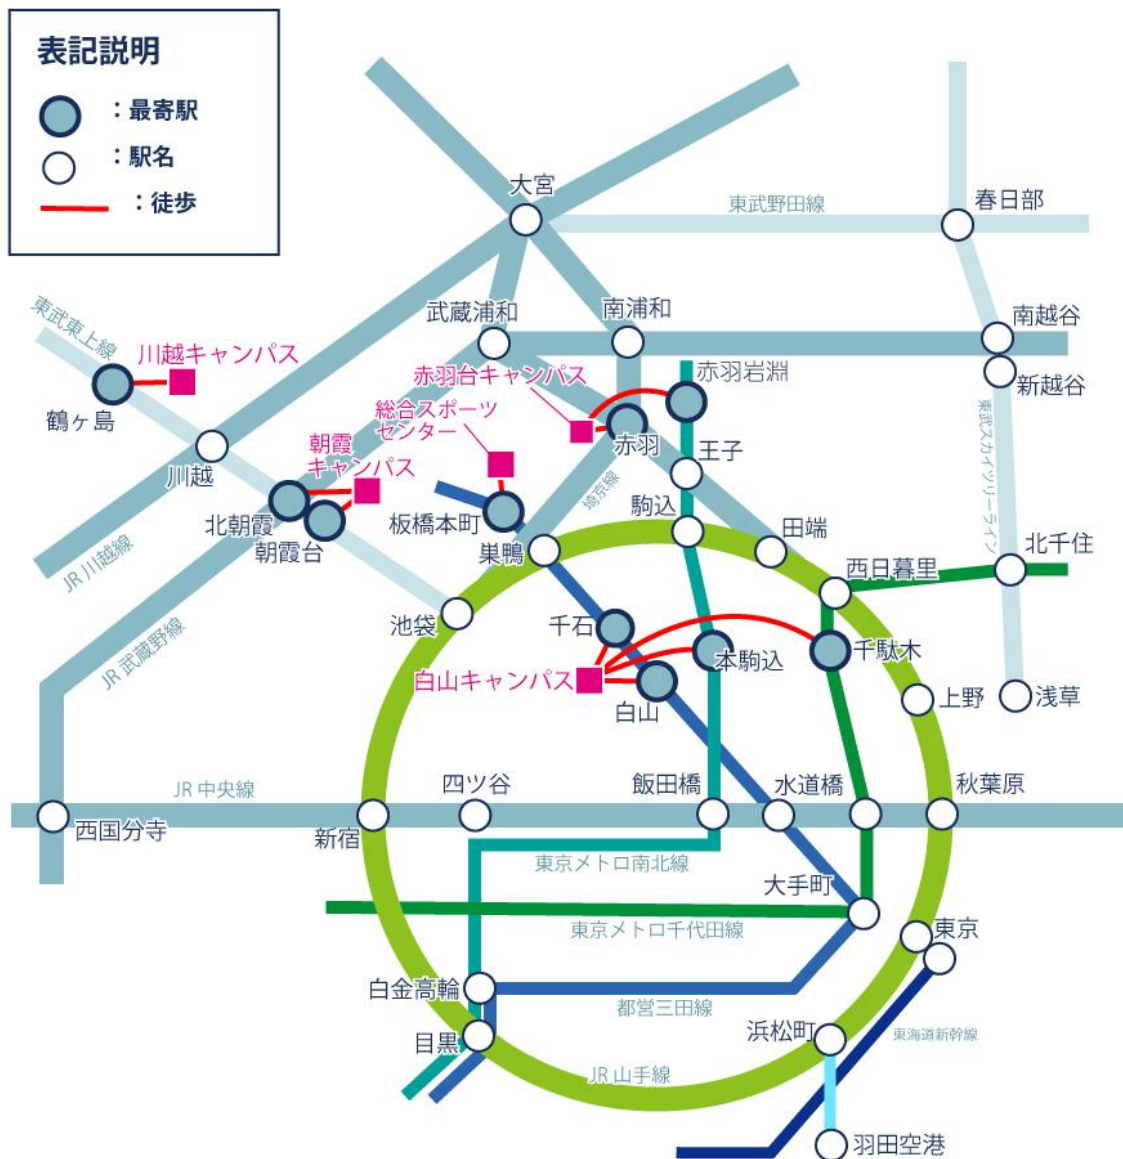 表記説明
：最寄駅
：駅名
：徒歩
大宮
東武野田線
春日部
東武東上線
川越キャンパス
武蔵浦和
南浦和
南越谷
新越谷
鶴ヶ島
赤羽台キャンパス
赤羽岩淵
総合スポーツ
センター
朝霞
キャンパス
川越
赤羽
王子
埼京線
東武スカイツリーライン
北朝霞
朝霞台
板橋本町
巣鴨
駒込
田端
北千住
西日暮里
JR 川越線
JR 武蔵野線
池袋
千石
本駒込
千駄木
白山キャンパス
白山
上野
浅草
JR 中央線
四ツ谷
飯田橋
水道橋
秋葉原
西国分寺
新宿
東京メトロ南北線
大手町
東京メトロ千代田線
東京
白金高輪
都営三田線
目黒
浜松町
東海道新幹線
JR 山手線
羽田空港